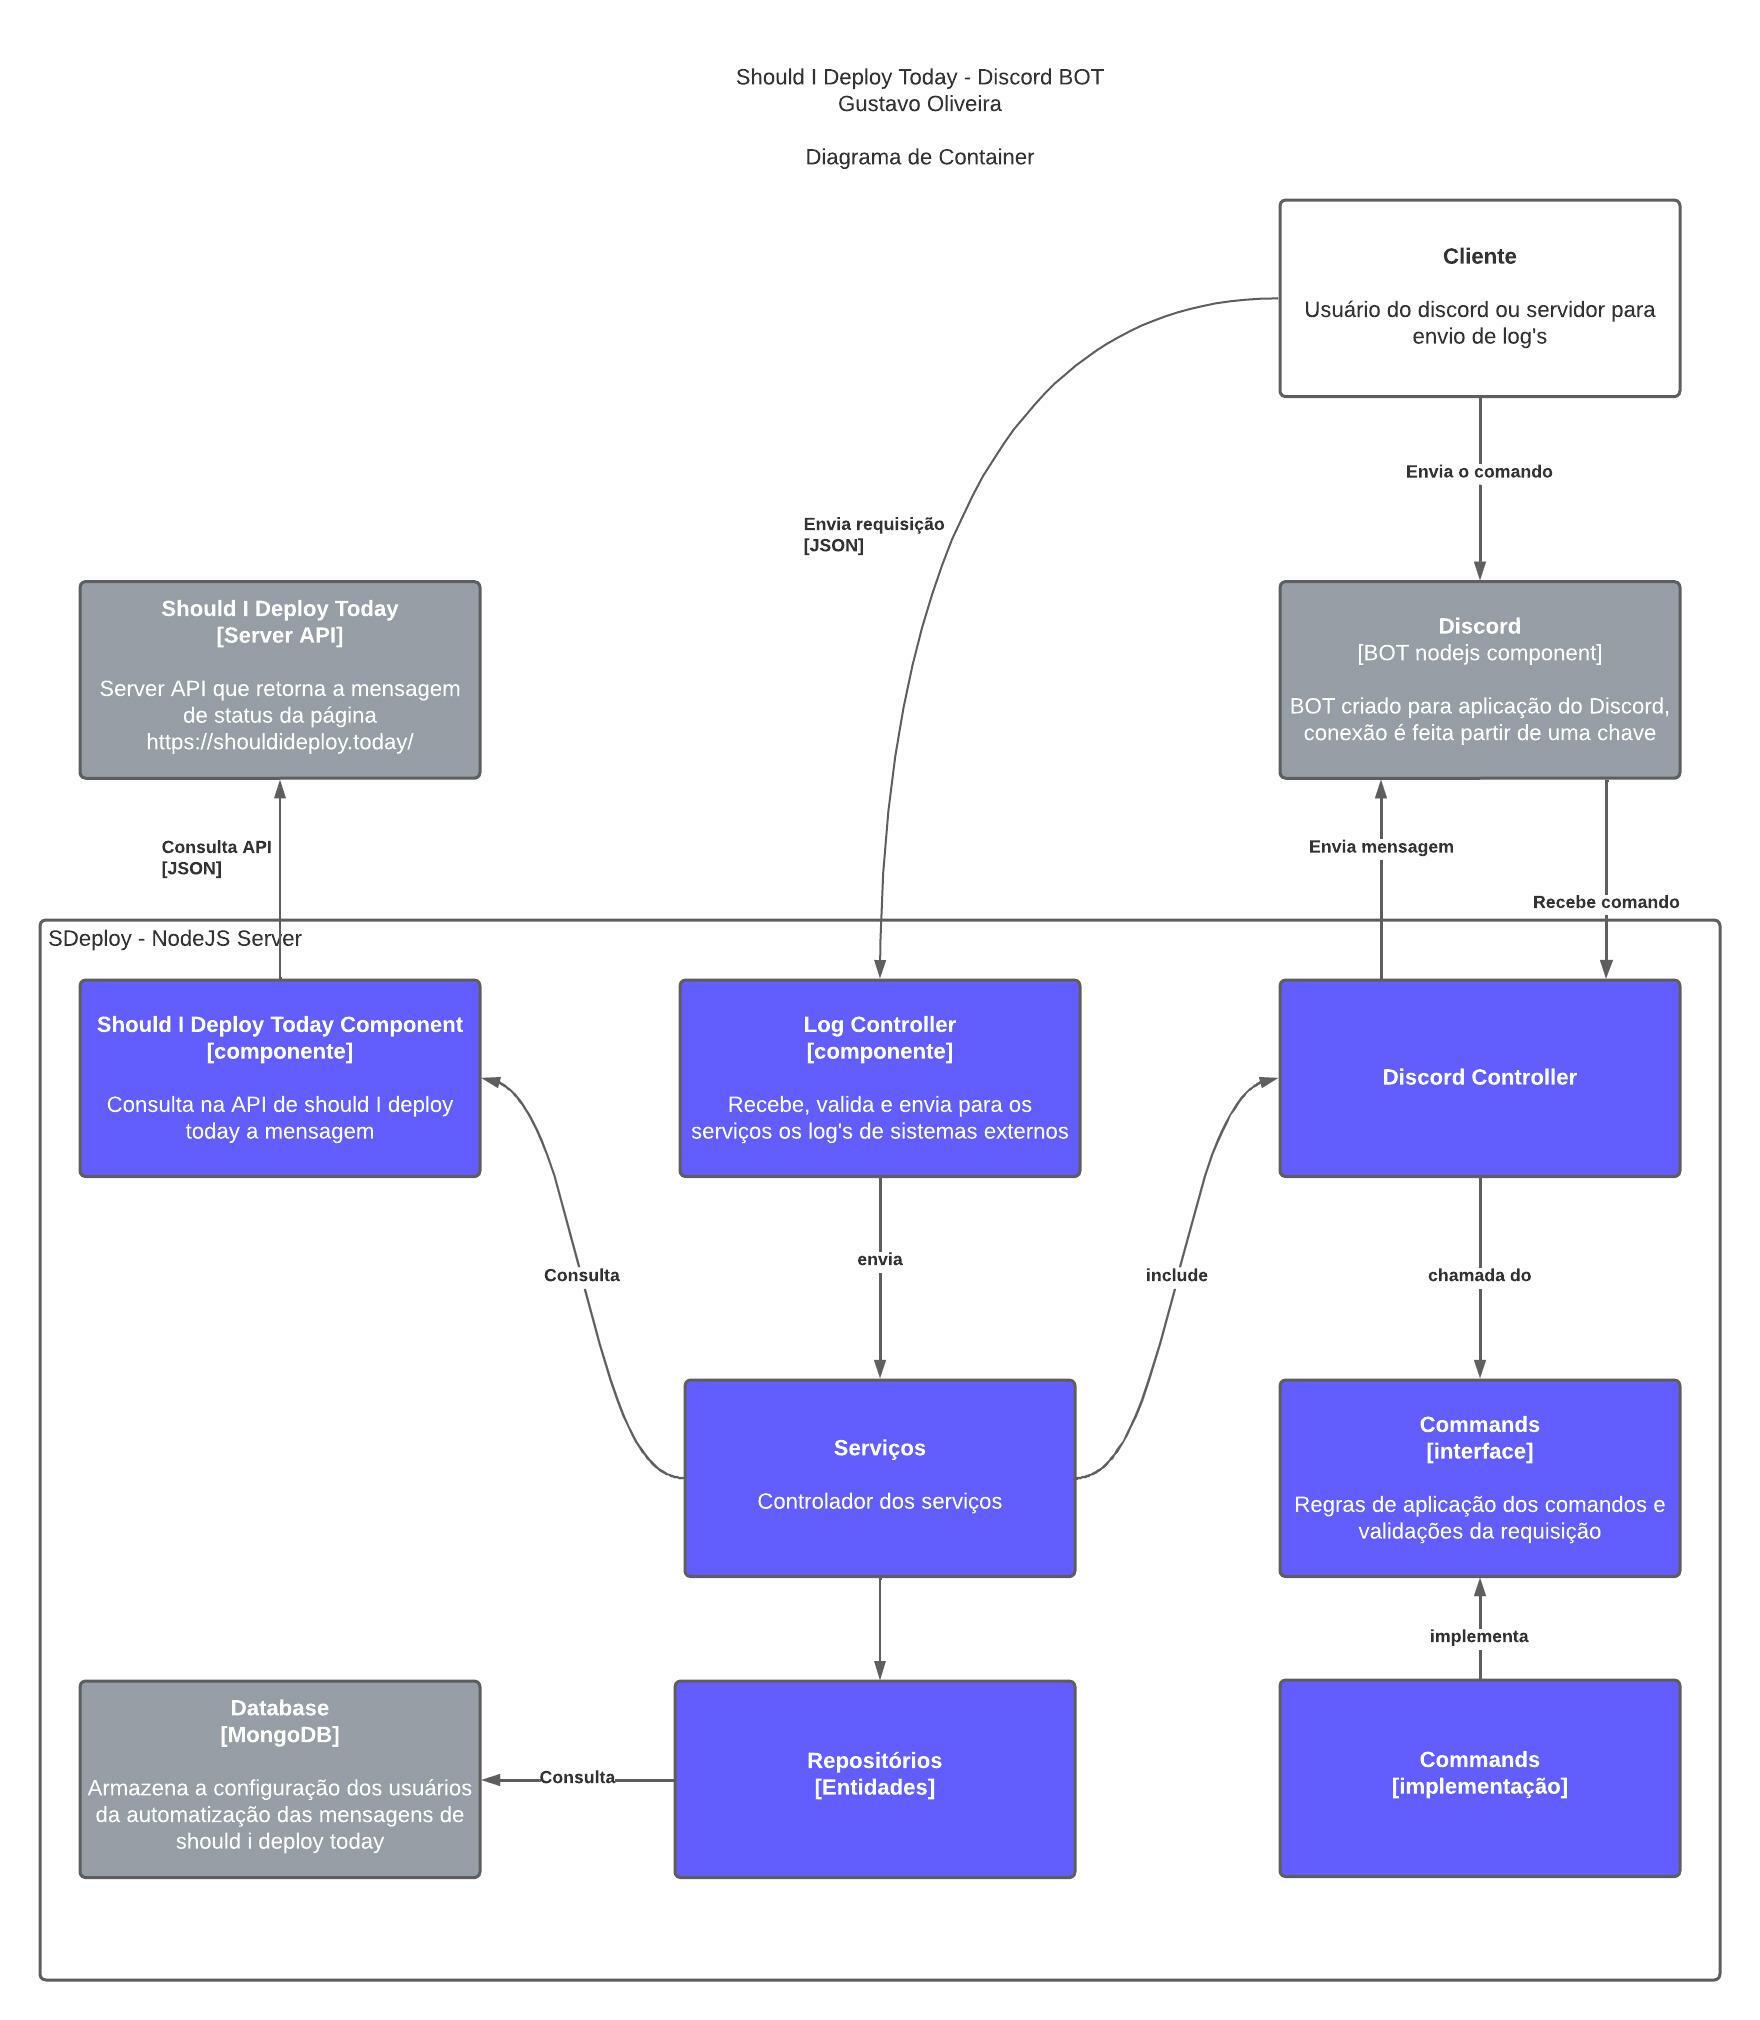 Should I Deploy Today - Discord BOT
Gustavo Oliveira
Diagrama de Container
Cliente
Usuário do discord ou servidor para
envio de log's
Envia o comando
Envia requisição
[JSON]
Should I Deploy Today
[Server API]
Server API que retorna a mensagem
de status da página
https://shouldideploy.today/
Discord
[BOT nodejs component]
BOT criado para aplicação do Discord,
conexão é feita partir de uma chave
Consulta API
[JSON]
Envia mensagem
Recebe comando
SDeploy - NodeJS Server
Should I Deploy Today Component
[componente]
Consulta na API de should I deploy
today a mensagem
Log Controller
[componente]
Recebe, valida e envia para os
serviços os log's de sistemas externos
Discord Controller
Consulta
envia
include
chamada do
Serviços
Controlador dos serviços
Commands
[interface]
Regras de aplicação dos comandos e
validações da requisição
implementa
Database
[MongoDB]
Armazena a configuração dos usuários
da automatização das mensagens de
should i deploy today
Consulta
Repositórios
[Entidades]
Commands
[implementação]